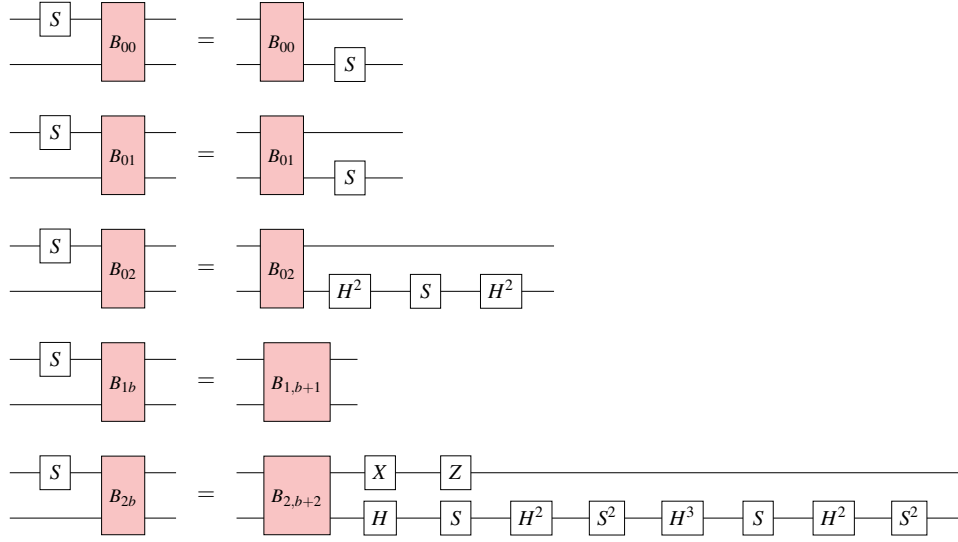 S B₀₀ = B₀₀
S
S B₀₁ = B₀₁
S
S B₀₂ = B₀₂
H² S H²
S B₁b = B₁,b+1
S B₂b = B₂,b+2 X Z
H S H² S² H³ S H² S²